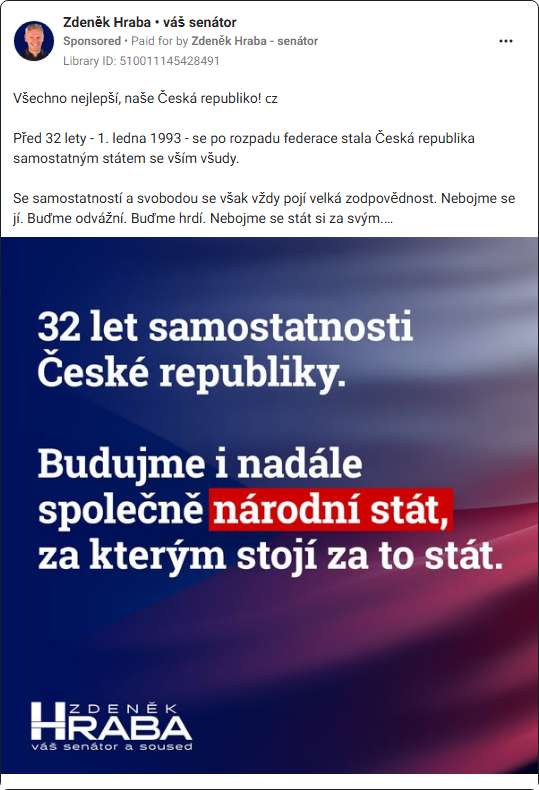 Zdeněk Hraba • váš senátor
Sponsored • Paid for by Zdeněk Hraba - senátor
Library ID: 510011145428491
Všechno nejlepší, naše Česká republiko! cz
Před 32 lety - 1. ledna 1993 - se po rozpadu federace stala Česká republika
samostatným státem se vším všudy.
Se samostatností a svobodou se však vždy pojí velká zodpovědnost. Nebojme se
jí. Buďme odvážní. Buďme hrdí. Nebojme se stát si za svým....
32 let samostatnosti
České republiky.
Budujme i nadále
společně národní stát,
za kterým stojí za to stát.
ZDENĚK
HRABA
váš senátor a soused